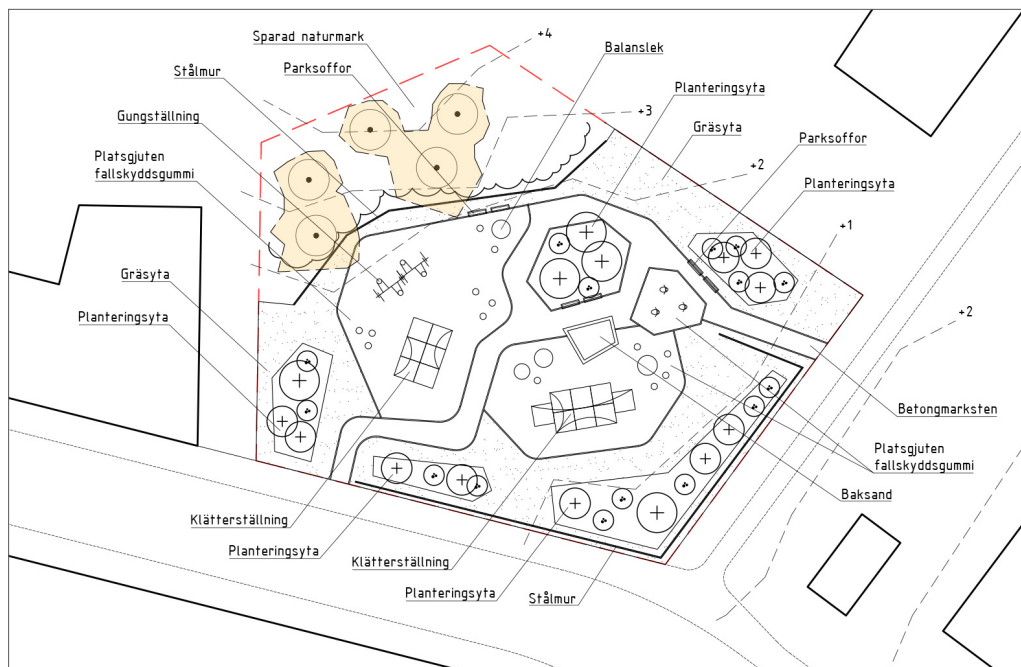 Sparad naturmark
+4
Balanslek
Stålmur
Parksoffor
Planteringsyta
Gungställning
+3
Gräsyta
Parksoffor
Platsgjuten
fallskyddsgummi
+2
Planteringsyta
+1
Gräsyta
Planteringsyta
+2
Betongmarksten
Platsgjuten
fallskyddsgummi
Baksand
Klätterställning
Planteringsyta
Klätterställning
Planteringsyta
Stålmur